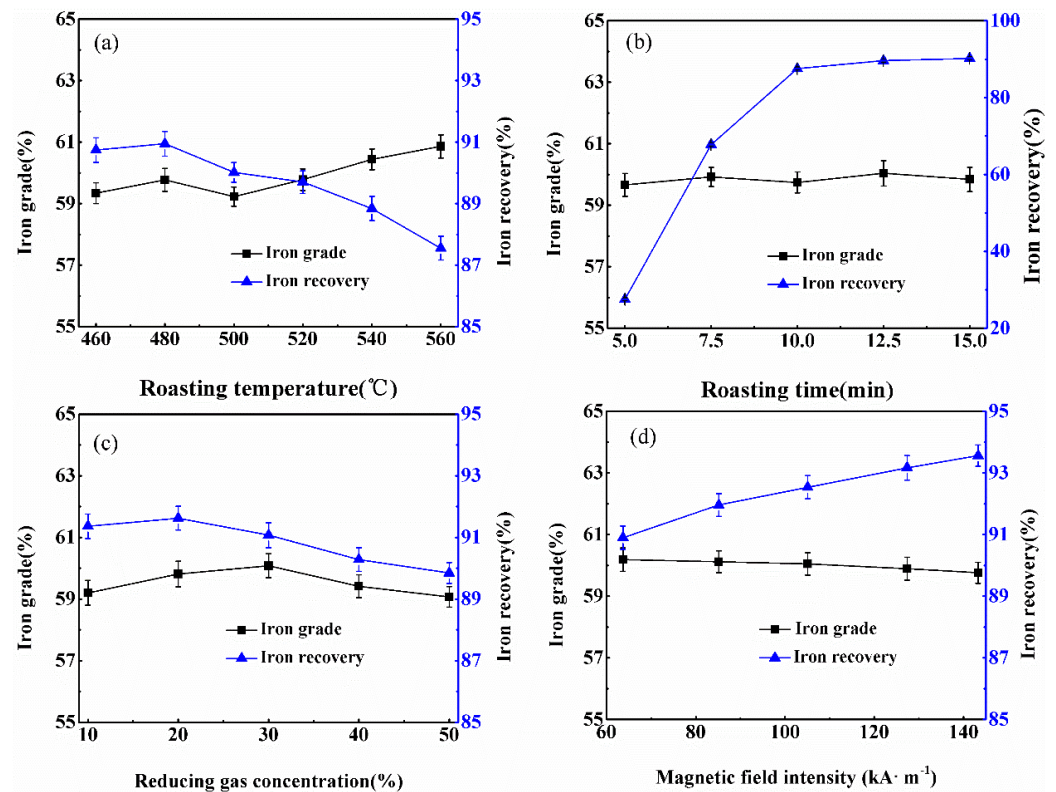 (a)
65
63
61
59
57
55
Iron grade(%)
95
93
91
89
87
85
Iron recovery(%)
Iron grade
Iron recovery
460 480 500 520 540 560
Roasting temperature(℃)
(b)
65
63
61
59
57
55
Iron grade(%)
100
80
60
40
20
Iron recovery(%)
Iron grade
Iron recovery
5.0 7.5 10.0 12.5 15.0
Roasting time(min)
(c)
65
63
61
59
57
55
Iron grade(%)
95
93
91
89
87
85
Iron recovery(%)
Iron grade
Iron recovery
10 20 30 40 50
Reducing gas concentration(%)
(d)
65
63
61
59
57
55
Iron grade(%)
95
93
91
89
87
85
Iron recovery(%)
Iron grade
Iron recovery
60 80 100 120 140
Magnetic field intensity (kA· m⁻¹)